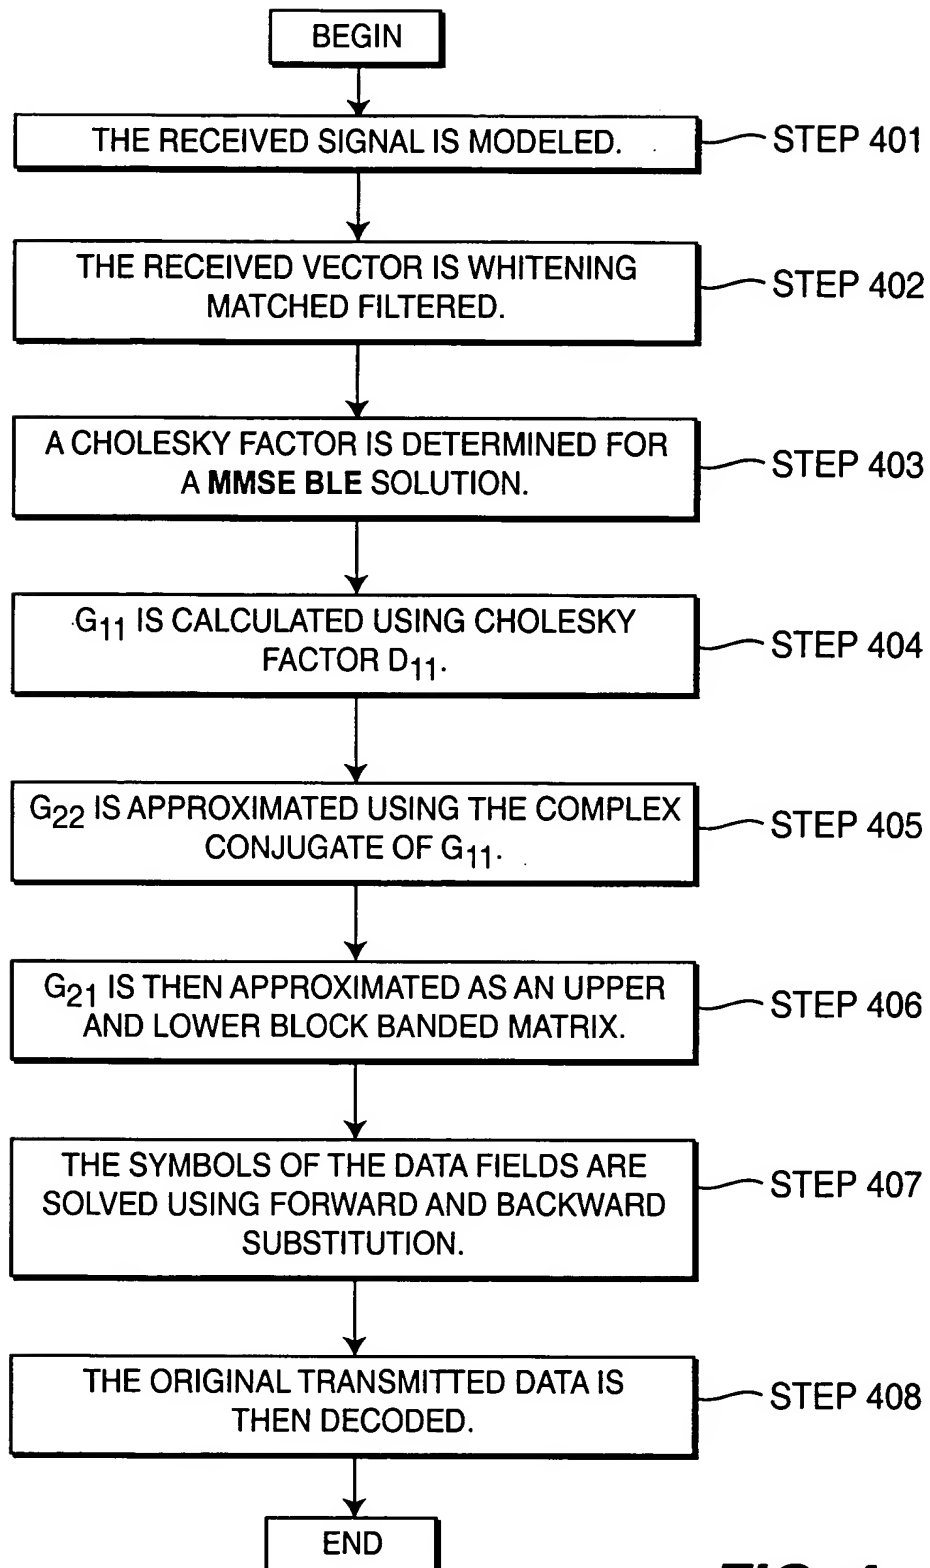 BEGIN
THE RECEIVED SIGNAL IS MODELED.
STEP 401
THE RECEIVED VECTOR IS WHITENING
MATCHED FILTERED.
STEP 402
A CHOLESKY FACTOR IS DETERMINED FOR
A MMSE BLE SOLUTION.
STEP 403
G11 IS CALCULATED USING CHOLESKY
FACTOR D11.
STEP 404
G22 IS APPROXIMATED USING THE COMPLEX
CONJUGATE OF G11.
STEP 405
G21 IS THEN APPROXIMATED AS AN UPPER
AND LOWER BLOCK BANDED MATRIX.
STEP 406
THE SYMBOLS OF THE DATA FIELDS ARE
SOLVED USING FORWARD AND BACKWARD
SUBSTITUTION.
STEP 407
THE ORIGINAL TRANSMITTED DATA IS
THEN DECODED.
STEP 408
END